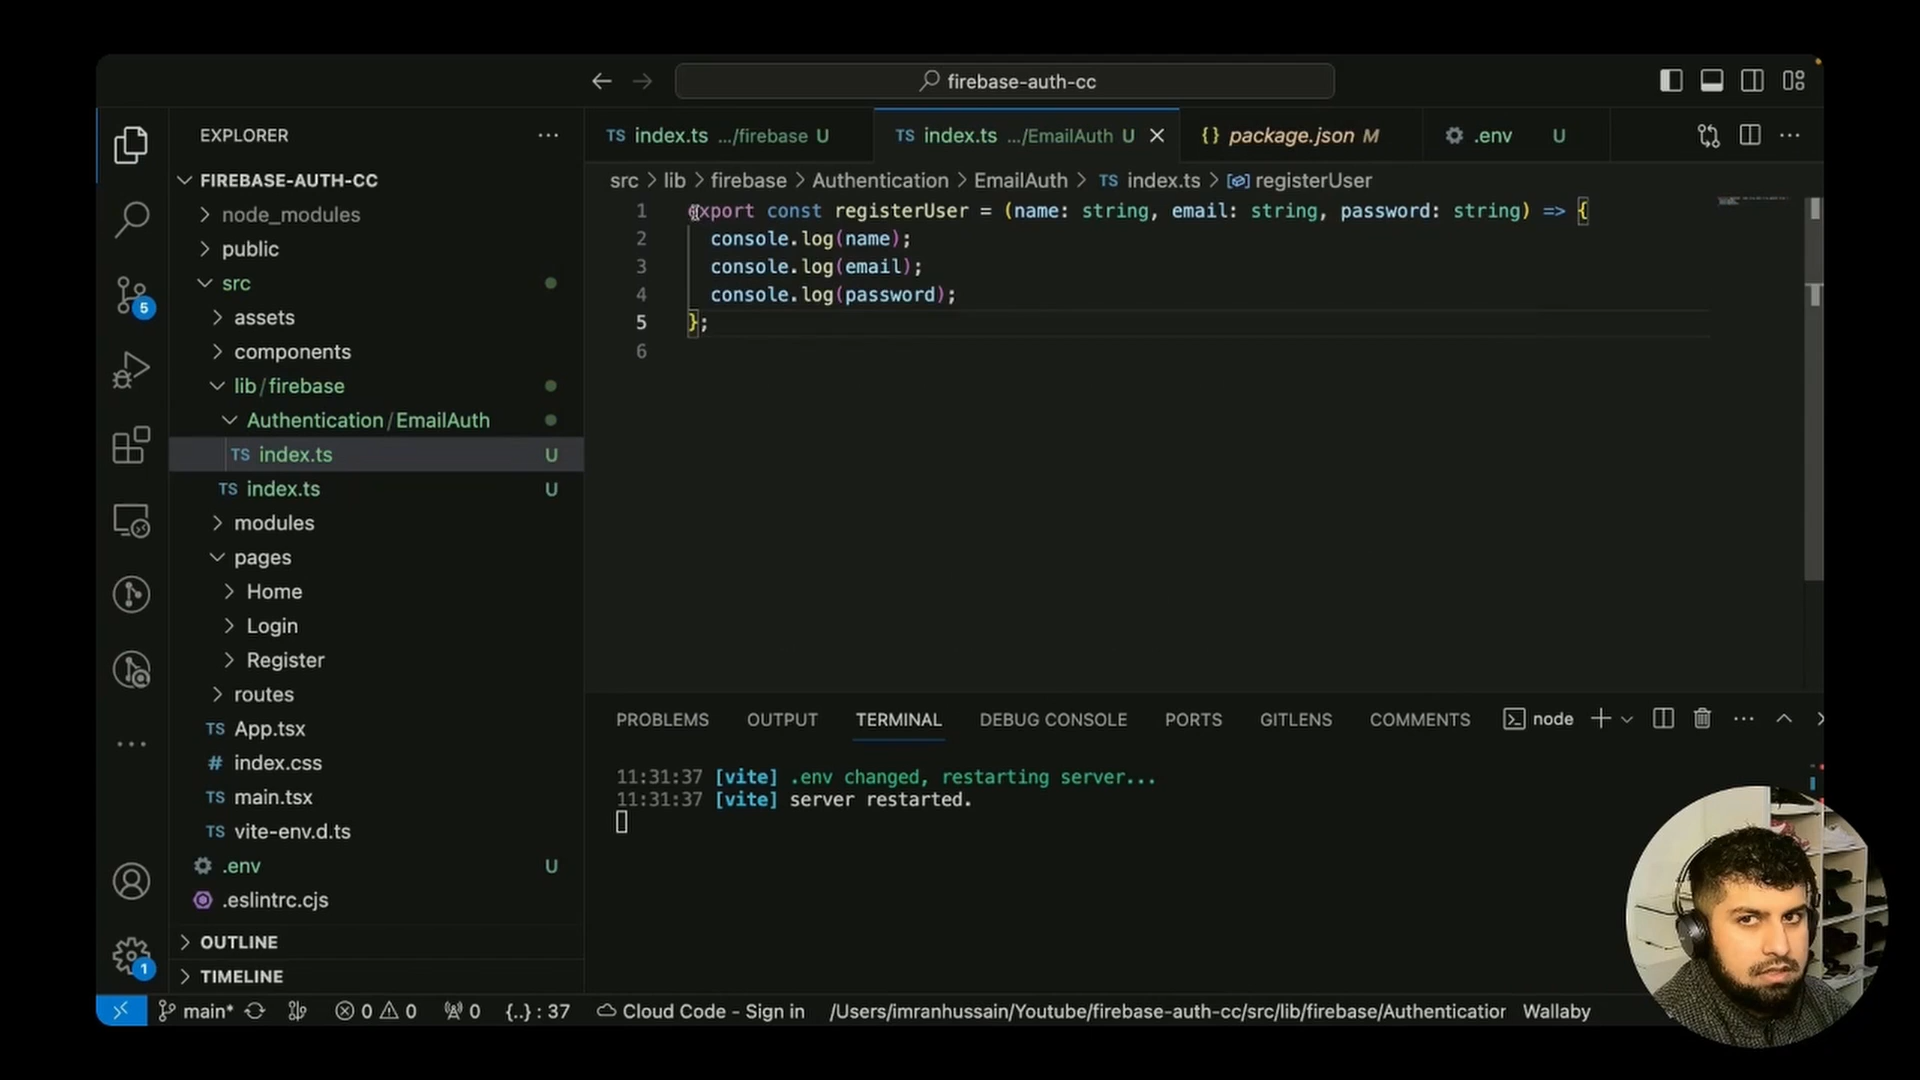 firebase-auth-cc
EXPLORER
FIREBASE-AUTH-CC
node_modules
public
src
assets
components
lib/firebase
Authentication/EmailAuth
TS index.ts U
TS index.ts U
modules
pages
Home
Login
Register
routes
TS App.tsx
# index.css
TS main.tsx
TS vite-env.d.ts
.env U
.eslintrc.cjs
OUTLINE
TIMELINE
5
1
TS index.ts .../firebase U
TS index.ts .../EmailAuth U
{} package.json M
.env U
src > lib > firebase > Authentication > EmailAuth > TS index.ts > registerUser
1 export const registerUser = (name: string, email: string, password: string) => {
2 console.log(name);
3 console.log(email);
4 console.log(password);
5 };
6
PROBLEMS OUTPUT TERMINAL DEBUG CONSOLE PORTS GITLENS COMMENTS node
11:31:37 [vite] .env changed, restarting server...
11:31:37 [vite] server restarted.
main* 0 0 0 {..} : 37 Cloud Code - Sign in /Users/imranhussain/Youtube/firebase-auth-cc/src/lib/firebase/Authentication Wallaby